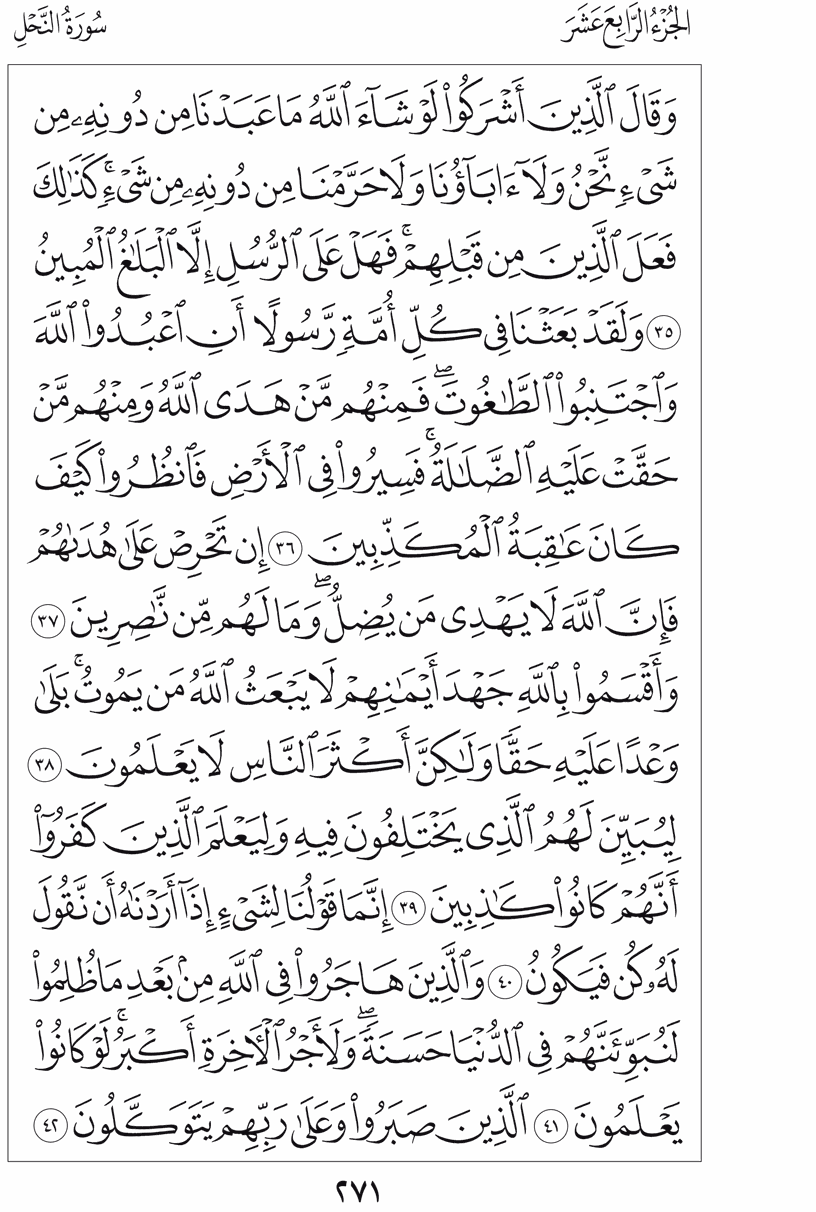 الجُزْءُ الرَّابِعَ عَشَرَ
سُورَةُ النَّحْلِ
وَقَالَ ٱلَّذِينَ أَشْرَكُوا۟ لَوْ شَآءَ ٱللَّهُ مَا عَبَدْنَا مِن دُونِهِۦ مِن
شَىْءٍ نَّحْنُ وَلَآ ءَابَآؤُنَا وَلَا حَرَّمْنَا مِن دُونِهِۦ مِن شَىْءٍ ۚ كَذَٰلِكَ
فَعَلَ ٱلَّذِينَ مِن قَبْلِهِمْ ۚ فَهَلْ عَلَى ٱلرُّسُلِ إِلَّا ٱلْبَلَٰغُ ٱلْمُبِينُ
٣٥ وَلَقَدْ بَعَثْنَا فِى كُلِّ أُمَّةٍ رَّسُولًا أَنِ ٱعْبُدُوا۟ ٱللَّهَ
وَٱجْتَنِبُوا۟ ٱلطَّٰغُوتَ ۖ فَمِنْهُم مَّنْ هَدَى ٱللَّهُ وَمِنْهُم مَّنْ
حَقَّتْ عَلَيْهِ ٱلضَّلَٰلَةُ ۚ فَسِيرُوا۟ فِى ٱلْأَرْضِ فَٱنظُرُوا۟ كَيْفَ
كَانَ عَٰقِبَةُ ٱلْمُكَذِّبِينَ ٣٦ إِن تَحْرِصْ عَلَىٰ هُدَىٰهُمْ
فَإِنَّ ٱللَّهَ لَا يَهْدِى مَن يُضِلُّ ۖ وَمَا لَهُم مِّن نَّٰصِرِينَ ٣٧
وَأَقْسَمُوا۟ بِٱللَّهِ جَهْدَ أَيْمَٰنِهِمْ لَا يَبْعَثُ ٱللَّهُ مَن يَمُوتُ ۚ بَلَىٰ
وَعْدًا عَلَيْهِ حَقًّا وَلَٰكِنَّ أَكْثَرَ ٱلنَّاسِ لَا يَعْلَمُونَ ٣٨
لِيُبَيِّنَ لَهُمُ ٱلَّذِى يَخْتَلِفُونَ فِيهِ وَلِيَعْلَمَ ٱلَّذِينَ كَفَرُوٓا۟
أَنَّهُمْ كَانُوا۟ كَٰذِبِينَ ٣٩ إِنَّمَا قَوْلُنَا لِشَىْءٍ إِذَآ أَرَدْنَٰهُ أَن نَّقُولَ
لَهُۥ كُن فَيَكُونُ ٤٠ وَٱلَّذِينَ هَاجَرُوا۟ فِى ٱللَّهِ مِنۢ بَعْدِ مَا ظُلِمُوا۟
لَنُبَوِّئَنَّهُمْ فِى ٱلدُّنْيَا حَسَنَةً ۖ وَلَأَجْرُ ٱلْءَاخِرَةِ أَكْبَرُ ۚ لَوْ كَانُوا۟
يَعْلَمُونَ ٤١ ٱلَّذِينَ صَبَرُوا۟ وَعَلَىٰ رَبِّهِمْ يَتَوَكَّلُونَ ٤٢
٢٧١